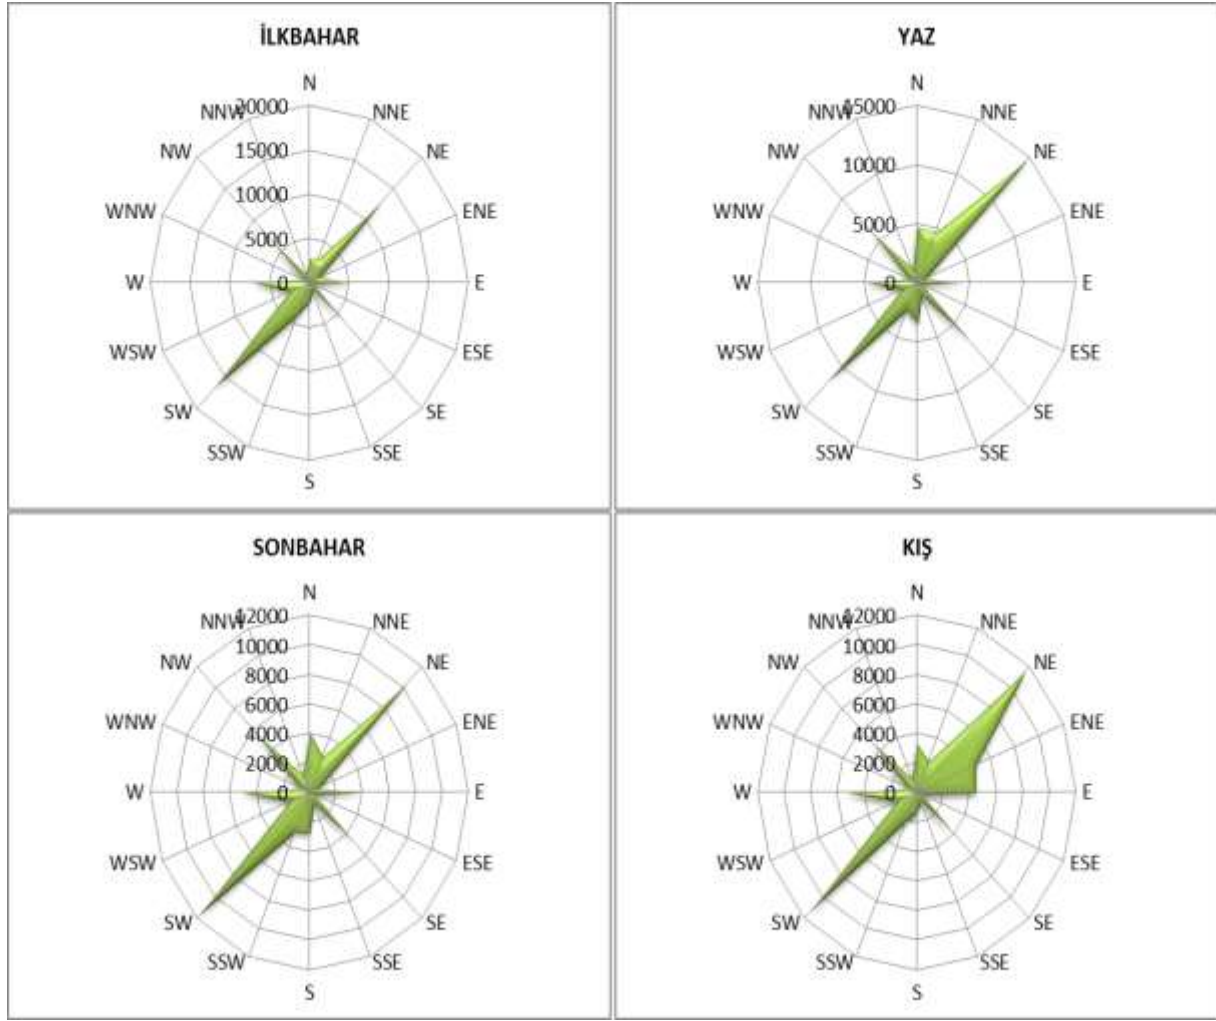 İLKBAHAR
N
NNE
NE
ENE
E
ESE
SE
SSE
S
SSW
SW
WSW
W
WNW
NW
NNW
20000
15000
10000
5000
0
YAZ
N
NNE
NE
ENE
E
ESE
SE
SSE
S
SSW
SW
WSW
W
WNW
NW
NNW
15000
10000
5000
0
SONBAHAR
N
NNE
NE
ENE
E
ESE
SE
SSE
S
SSW
SW
WSW
W
WNW
NW
NNW
12000
10000
8000
6000
4000
2000
0
KIŞ
N
NNE
NE
ENE
E
ESE
SE
SSE
S
SSW
SW
WSW
W
WNW
NW
NNW
12000
10000
8000
6000
4000
2000
0